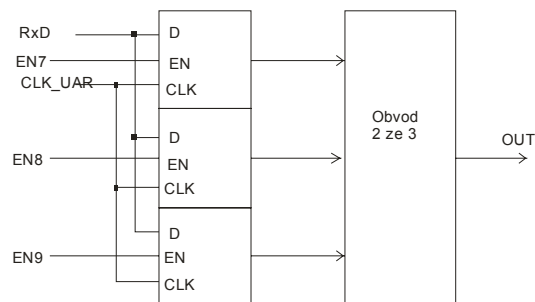 RxD
D
EN7
EN
CLK_UAR
CLK
D
EN8
EN
CLK
D
EN9
EN
CLK
Obvod
2 ze 3
OUT